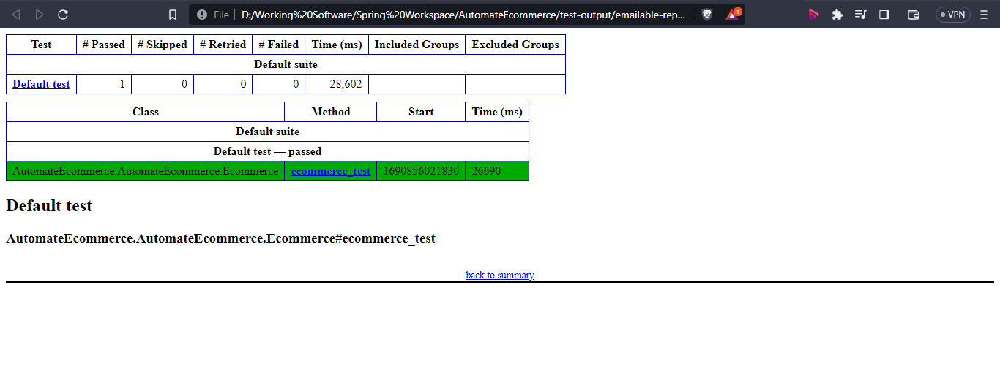 File D:/Working%20Software/Spring%20Workspace/AutomateEcommerce/test-output/emailable-rep... 1 VPN
Test # Passed # Skipped # Retried # Failed Time (ms) Included Groups Excluded Groups
Default suite
Default test 1 0 0 0 28,602
Class Method Start Time (ms)
Default suite
Default test — passed
AutomateEcommerce.AutomateEcommerce.Ecommerce ecommerce_test 1690856021830 26690
Default test
AutomateEcommerce.AutomateEcommerce.Ecommerce#ecommerce_test
back to summary